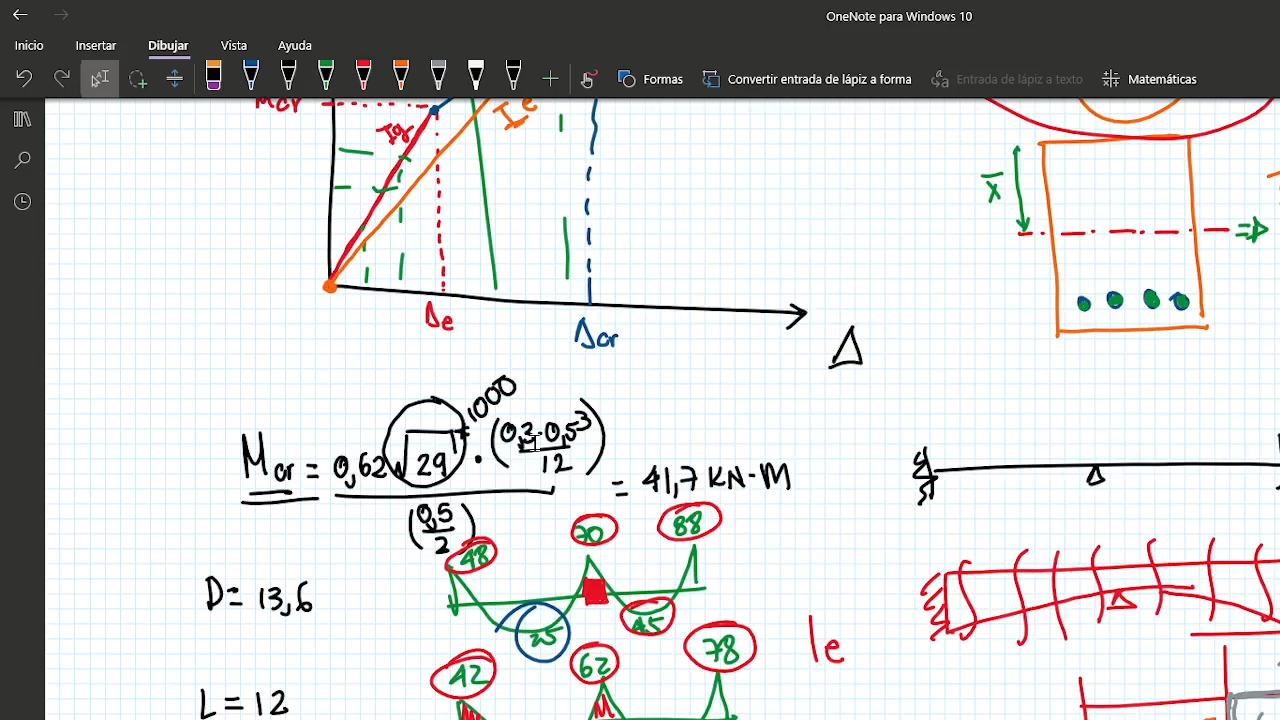 OneNote para Windows 10
Inicio Insertar Dibujar Vista Ayuda
Formas Convertir entrada de lápiz a forma Entrada de lápiz a texto Matemáticas
Mcr
Ig
Ie
x̄
Δe
Δcr
Δ
Mcr = 0,62 √29 * 1000 · (0,3·0,5³/12) / (0,5/2) = 41,7 KN-M
48 70 88
D= 13,6
25 45
Ie
42 62 78
L = 12
M M